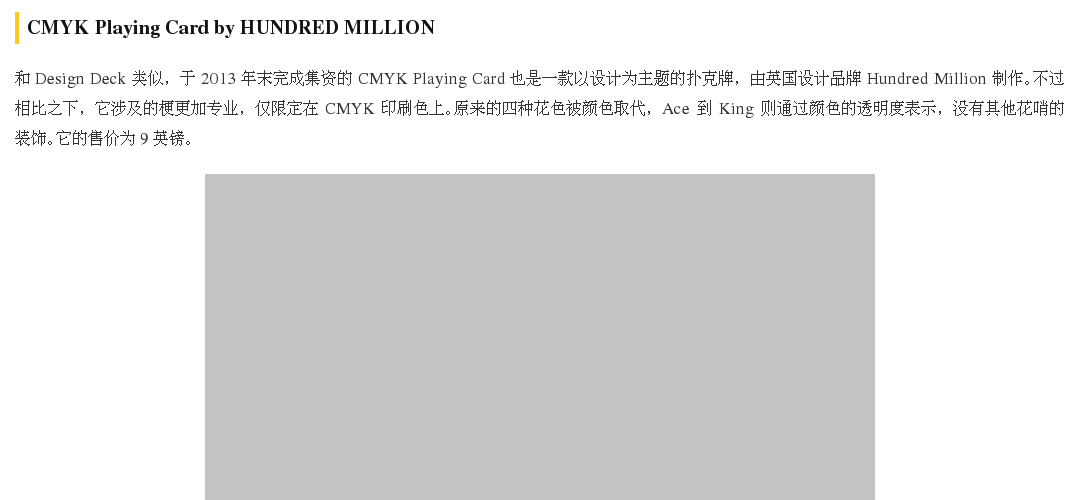 CMYK Playing Card by HUNDRED MILLION
和 Design Deck 类似，于 2013 年末完成集资的 CMYK Playing Card 也是一款以设计为主题的扑克牌，由英国设计品牌 Hundred Million 制作。不过
相比之下，它涉及的梗更加专业，仅限定在 CMYK 印刷色上。原来的四种花色被颜色取代，Ace 到 King 则通过颜色的透明度表示，没有其他花哨的
装饰。它的售价为 9 英镑。